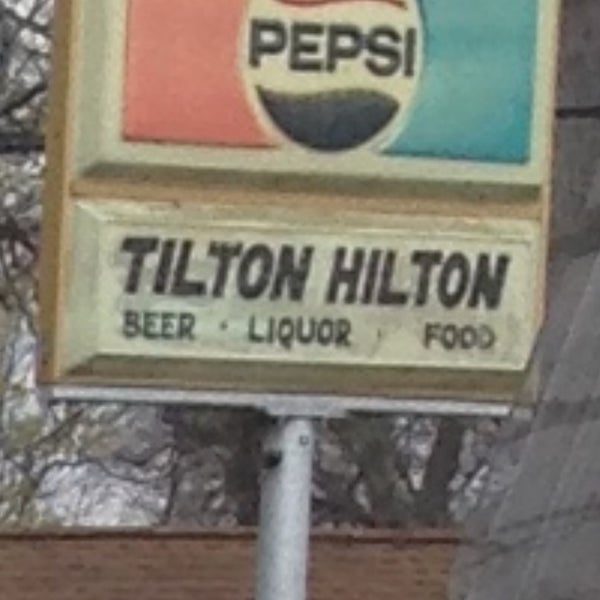 PEPSI
TILTON HILTON
BEER · LIQUOR · FOOD